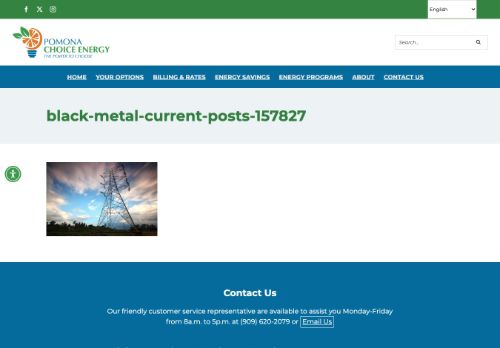 English
POMONA
CHOICE ENERGY
THE POWER TO CHOOSE
Search...
HOME YOUR OPTIONS BILLING & RATES ENERGY SAVINGS ENERGY PROGRAMS ABOUT CONTACT US
black-metal-current-posts-157827
Contact Us
Our friendly customer service representative are available to assist you Monday-Friday
from 8a.m. to 5p.m. at (909) 620-2079 or Email Us